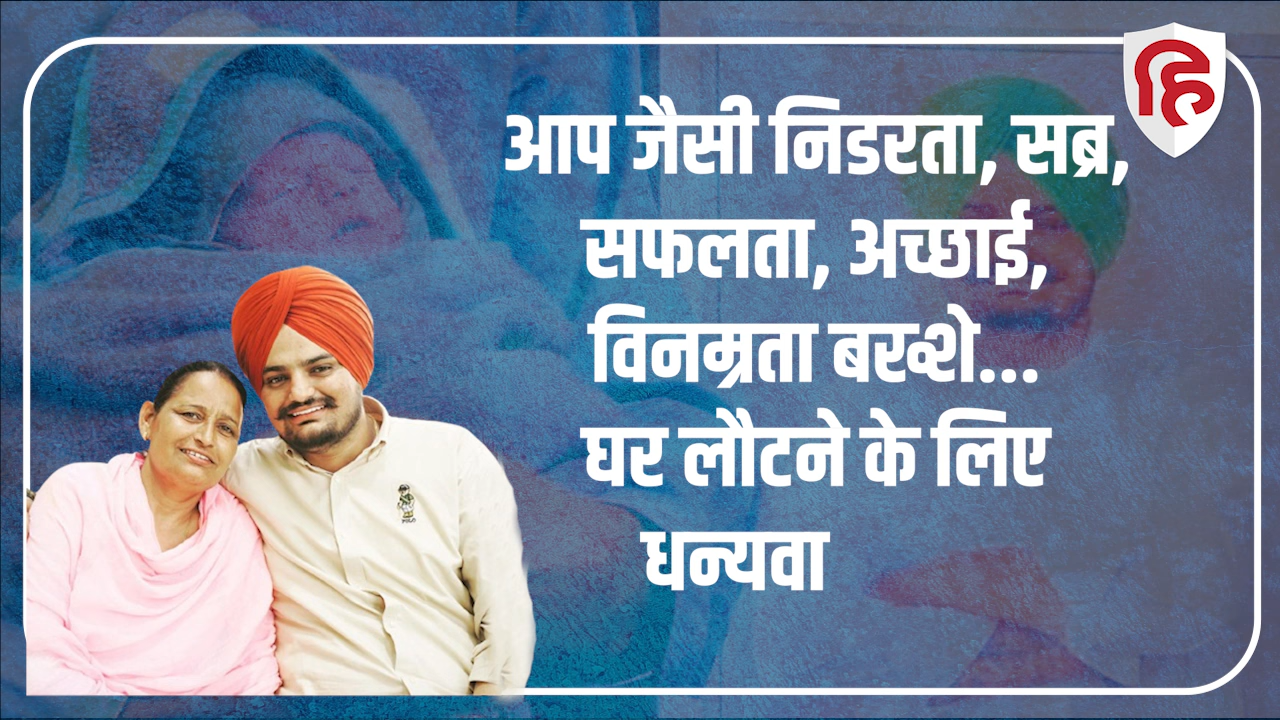 आप जैसी निडरता, सब्र,
सफलता, अच्छाई,
विनम्रता बख्शे...
घर लौटने के लिए
धन्यवा
हि